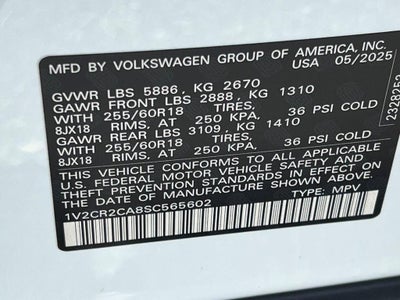 MFD BY VOLKSWAGEN GROUP OF AMERICA, INC.
USA 05/2025
GVWR LBS 5886, KG 2670
GAWR FRONT LBS 2888, KG 1310
WITH 255/60R18 TIRES,
8JX18 RIMS, AT 250 KPA 36 PSI COLD
GAWR REAR LBS 3109, KG 1410
WITH 255/60R18 TIRES,
8JX18 RIMS, AT 250 KPA 36 PSI COLD
THIS VEHICLE CONFORMS TO ALL APPLICABLE
FEDERAL MOTOR VEHICLE SAFETY, BUMPER, AND
THEFT PREVENTION STANDARDS IN EFFECT ON THE
DATE OF MANUFACTURE SHOWN ABOVE.
1V2CR2CA8SC565602 TYPE: MPV